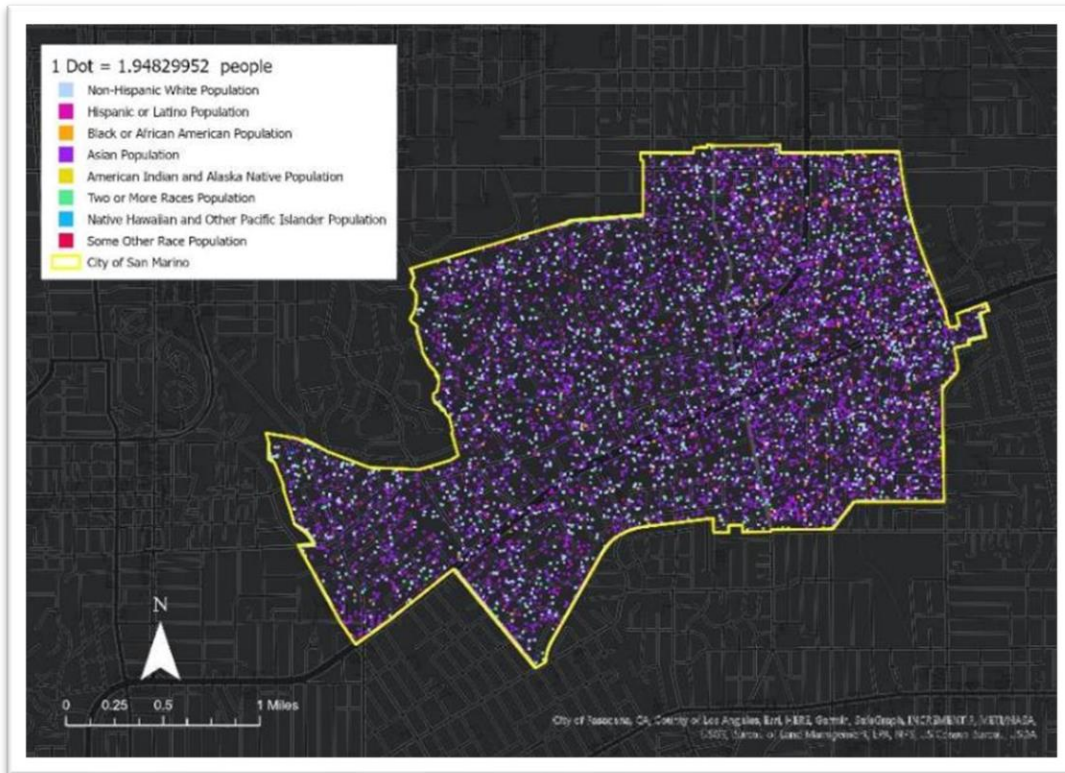 1 Dot = 1.94829952 people
Non-Hispanic White Population
Hispanic or Latino Population
Black or African American Population
Asian Population
American Indian and Alaska Native Population
Two or More Races Population
Native Hawaiian and Other Pacific Islander Population
Some Other Race Population
City of San Marino
N
0 0.25 0.5 1 Miles
City of Pasadena, CA, County of Los Angeles, Esri, HERE, Garmin, SafeGraph, INCREMENT P, METI/NASA,
USGS, Bureau of Land Management, EPA, NPS, US Census Bureau, USDA